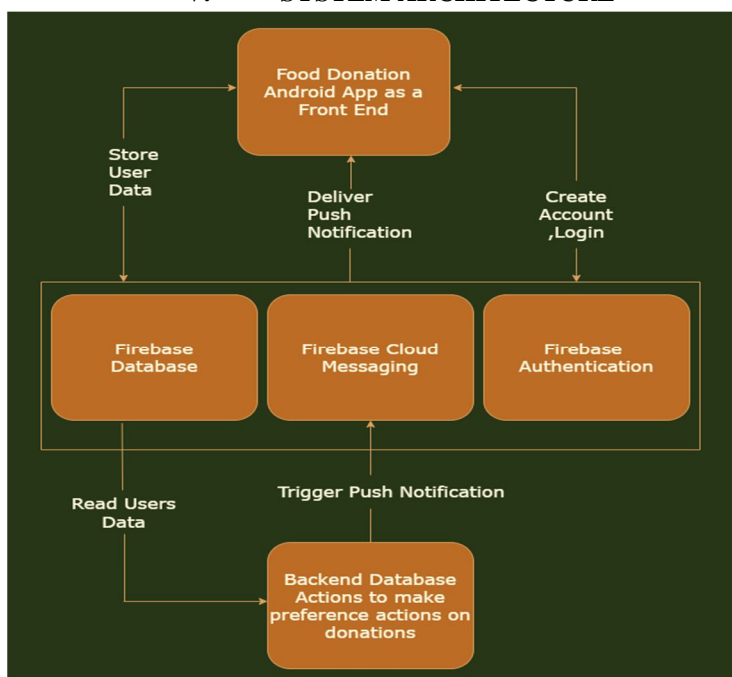 SYSTEM ARCHITECTURE
Food Donation
Android App as a
Front End
Store
User
Data
Deliver
Push
Notification
Create
Account
,Login
Firebase
Database
Firebase Cloud
Messaging
Firebase
Authentication
Read Users
Data
Trigger Push Notification
Backend Database
Actions to make
preference actions on
donations